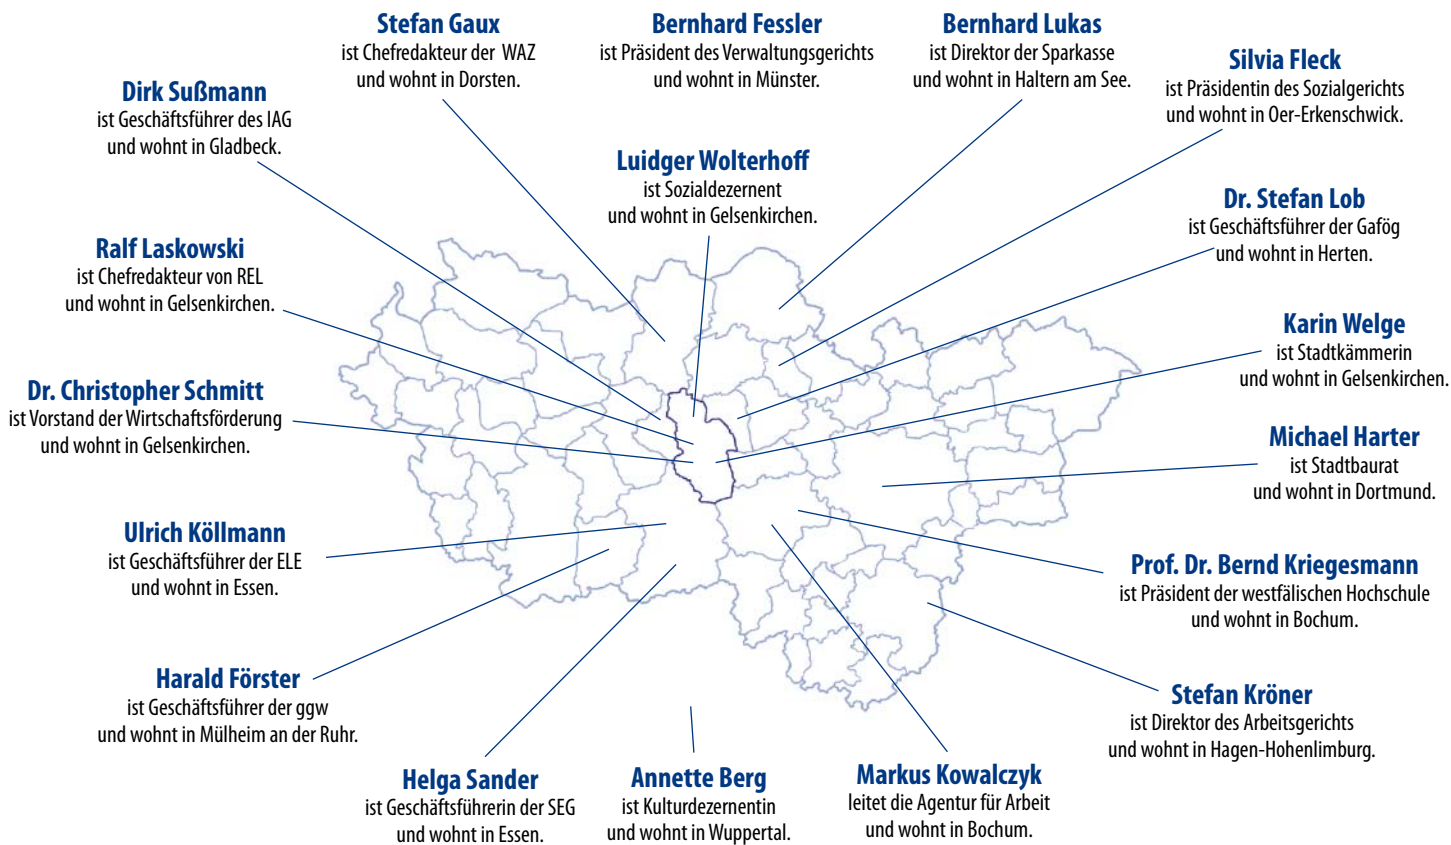 Stefan Gaux
ist Chefredakteur der WAZ
und wohnt in Dorsten.
Bernhard Fessler
ist Präsident des Verwaltungsgerichts
und wohnt in Münster.
Bernhard Lukas
ist Direktor der Sparkasse
und wohnt in Haltern am See.
Silvia Fleck
ist Präsidentin des Sozialgerichts
und wohnt in Oer-Erkenschwick.
Dirk Sußmann
ist Geschäftsführer des IAG
und wohnt in Gladbeck.
Luidger Wolterhoff
ist Sozialdezernent
und wohnt in Gelsenkirchen.
Dr. Stefan Lob
ist Geschäftsführer der Gafög
und wohnt in Herten.
Ralf Laskowski
ist Chefredakteur von REL
und wohnt in Gelsenkirchen.
Karin Welge
ist Stadtkämmerin
und wohnt in Gelsenkirchen.
Dr. Christopher Schmitt
ist Vorstand der Wirtschaftsförderung
und wohnt in Gelsenkirchen.
Michael Harter
ist Stadtbaurat
und wohnt in Dortmund.
Ulrich Köllmann
ist Geschäftsführer der ELE
und wohnt in Essen.
Prof. Dr. Bernd Kriegesmann
ist Präsident der westfälischen Hochschule
und wohnt in Bochum.
Harald Förster
ist Geschäftsführer der ggw
und wohnt in Mülheim an der Ruhr.
Stefan Kröner
ist Direktor des Arbeitsgerichts
und wohnt in Hagen-Hohenlimburg.
Helga Sander
ist Geschäftsführerin der SEG
und wohnt in Essen.
Annette Berg
ist Kulturdezernentin
und wohnt in Wuppertal.
Markus Kowalczyk
leitet die Agentur für Arbeit
und wohnt in Bochum.